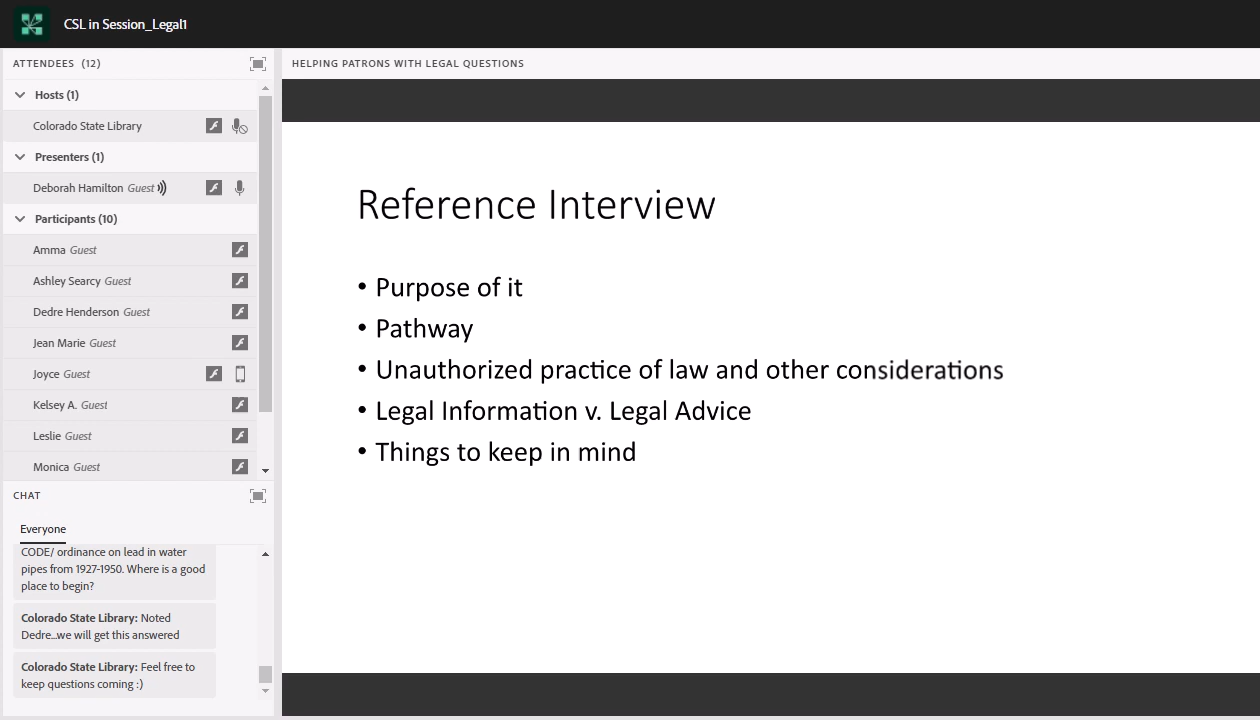 CSL in Session_Legal1
ATTENDEES (12)
Hosts (1)
Colorado State Library
Presenters (1)
Deborah Hamilton Guest
Participants (10)
Amma Guest
Ashley Searcy Guest
Dedre Henderson Guest
Jean Marie Guest
Joyce Guest
Kelsey A. Guest
Leslie Guest
Monica Guest
CHAT
Everyone
CODE/ ordinance on lead in water
pipes from 1927-1950. Where is a good
place to begin?
Colorado State Library: Noted
Dedre...we will get this answered
Colorado State Library: Feel free to
keep questions coming :)
HELPING PATRONS WITH LEGAL QUESTIONS
Reference Interview
• Purpose of it
• Pathway
• Unauthorized practice of law and other considerations
• Legal Information v. Legal Advice
• Things to keep in mind